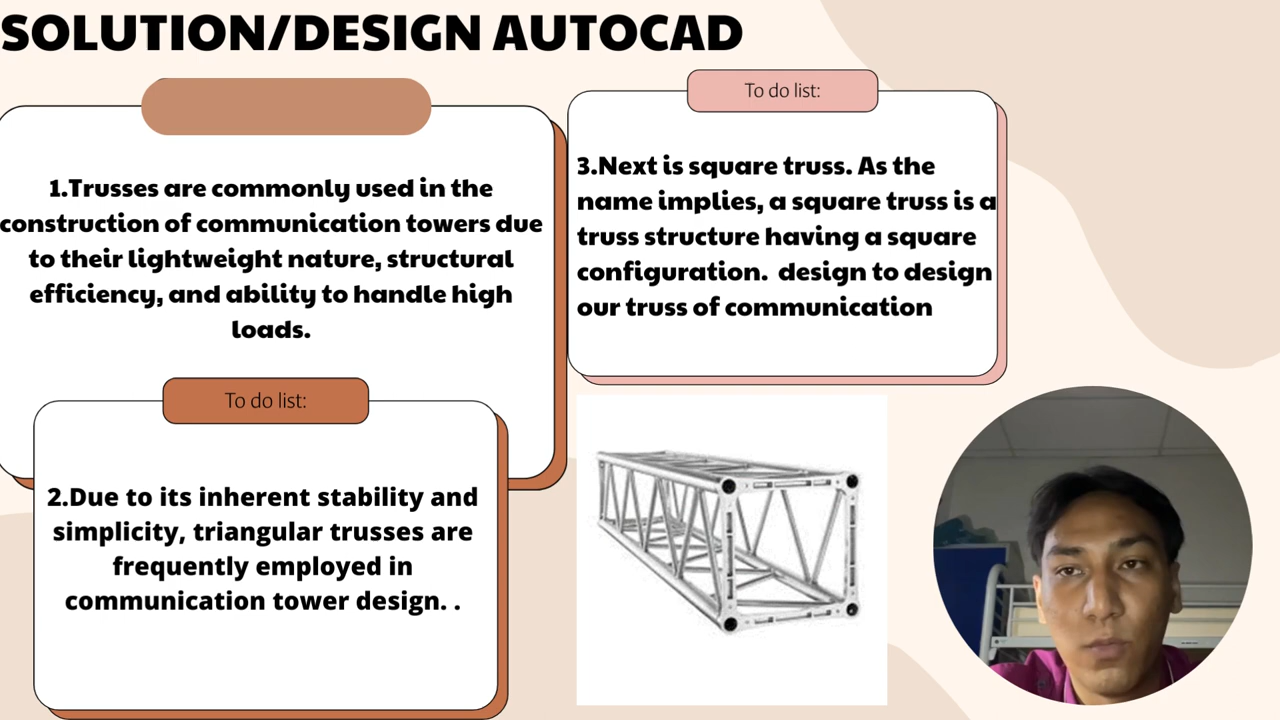 SOLUTION/DESIGN AUTOCAD
1.Trusses are commonly used in the
construction of communication towers due
to their lightweight nature, structural
efficiency, and ability to handle high
loads.
To do list:
2.Due to its inherent stability and
simplicity, triangular trusses are
frequently employed in
communication tower design. .
To do list:
3.Next is square truss. As the
name implies, a square truss is a
truss structure having a square
configuration.  design to design
our truss of communication